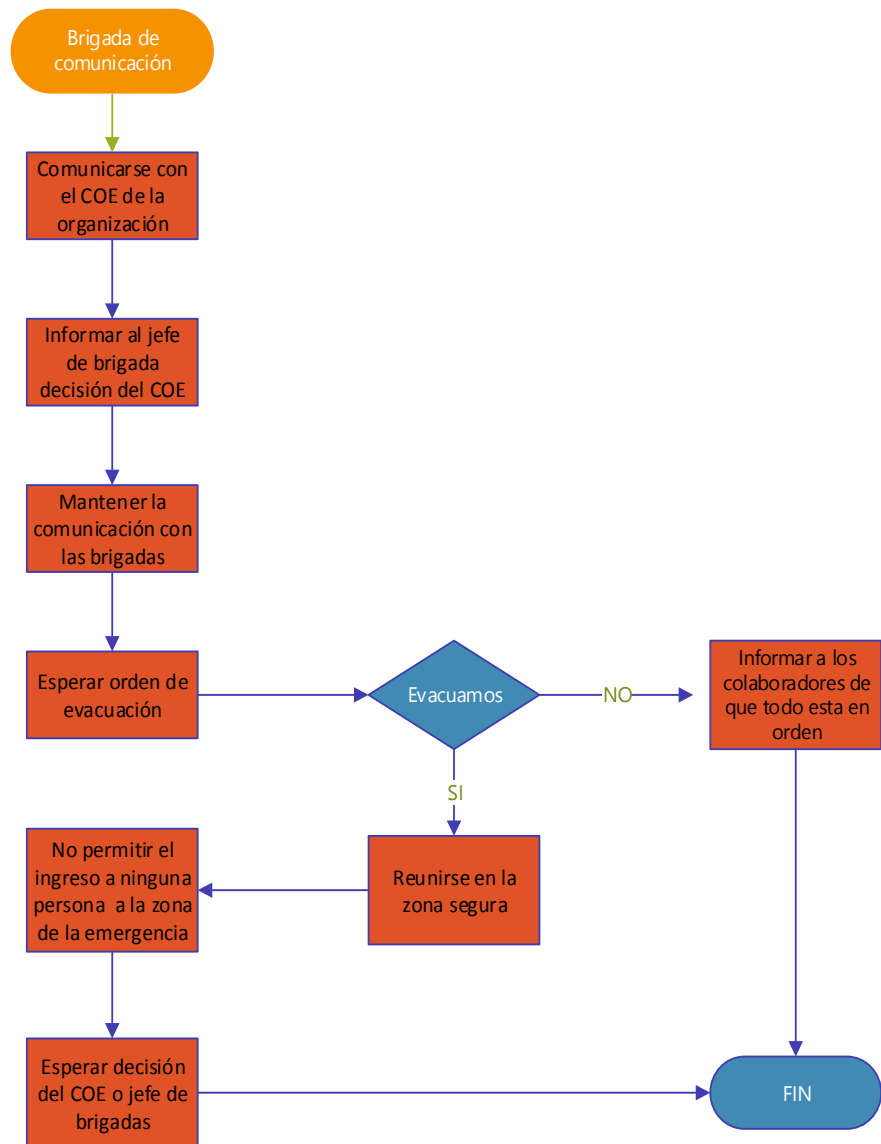 Brigada de
comunicación
Comunicarse con
el COE de la
organización
Informar al jefe
de brigada
decisión del COE
Mantener la
comunicación con
las brigadas
Esperar orden de
evacuación
Evacuamos
NO
Informar a los
colaboradores de
que todo esta en
orden
SI
Reunirse en la
zona segura
No permitir el
ingreso a ninguna
persona a la zona
de la emergencia
Esperar decisión
del COE o jefe de
brigadas
FIN